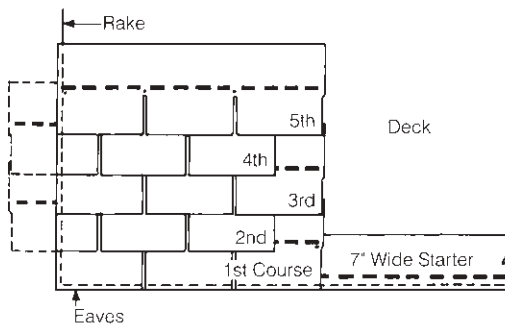 Rake
5th
Deck
4th
3rd
2nd
1st Course
7" Wide Starter
Eaves